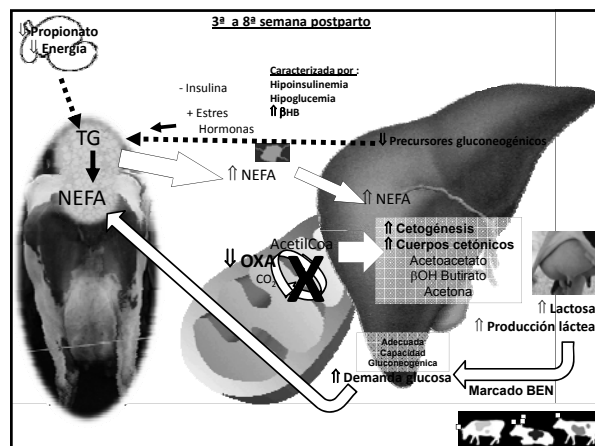 3ª a 8ª semana postparto
⇓Propionato
⇓ Energía
- Insulina
+ Estres
Hormonas
Caracterizada por :
Hipoinsulinemia
Hipoglucemia
⇑ βHB
TG
NEFA
⇓ Precursores gluconeogénicos
⇑ NEFA
⇑ NEFA
AcetilCoa
⇓ OXA
CO2
X
⇑ Cetogénesis
⇑ Cuerpos cetónicos
Acetoacetato
βOH Butirato
Acetona
⇑ Lactosa
⇑ Producción láctea
Adecuada
Capacidad
Gluconeogénica
⇑ Demanda glucosa
Marcado BEN